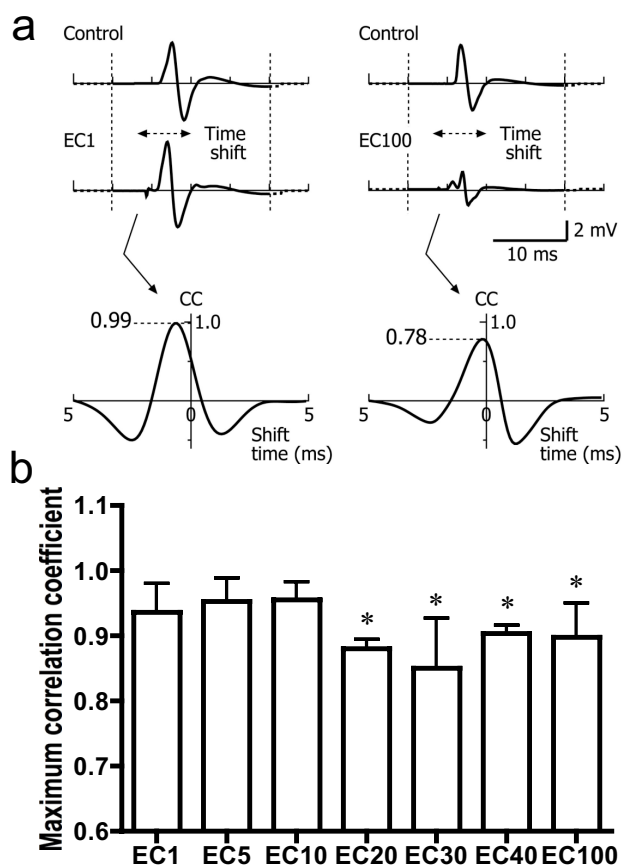 a
Control
Control
EC1
Time shift
EC100
Time shift
2 mV
10 ms
CC
0.99
1.0
5
0
5
Shift time (ms)
CC
0.78
1.0
5
0
5
Shift time (ms)
b
Maximum correlation coefficient
1.1
1.0
0.9
0.8
0.7
0.6
* * * *
EC1 EC5 EC10 EC20 EC30 EC40 EC100